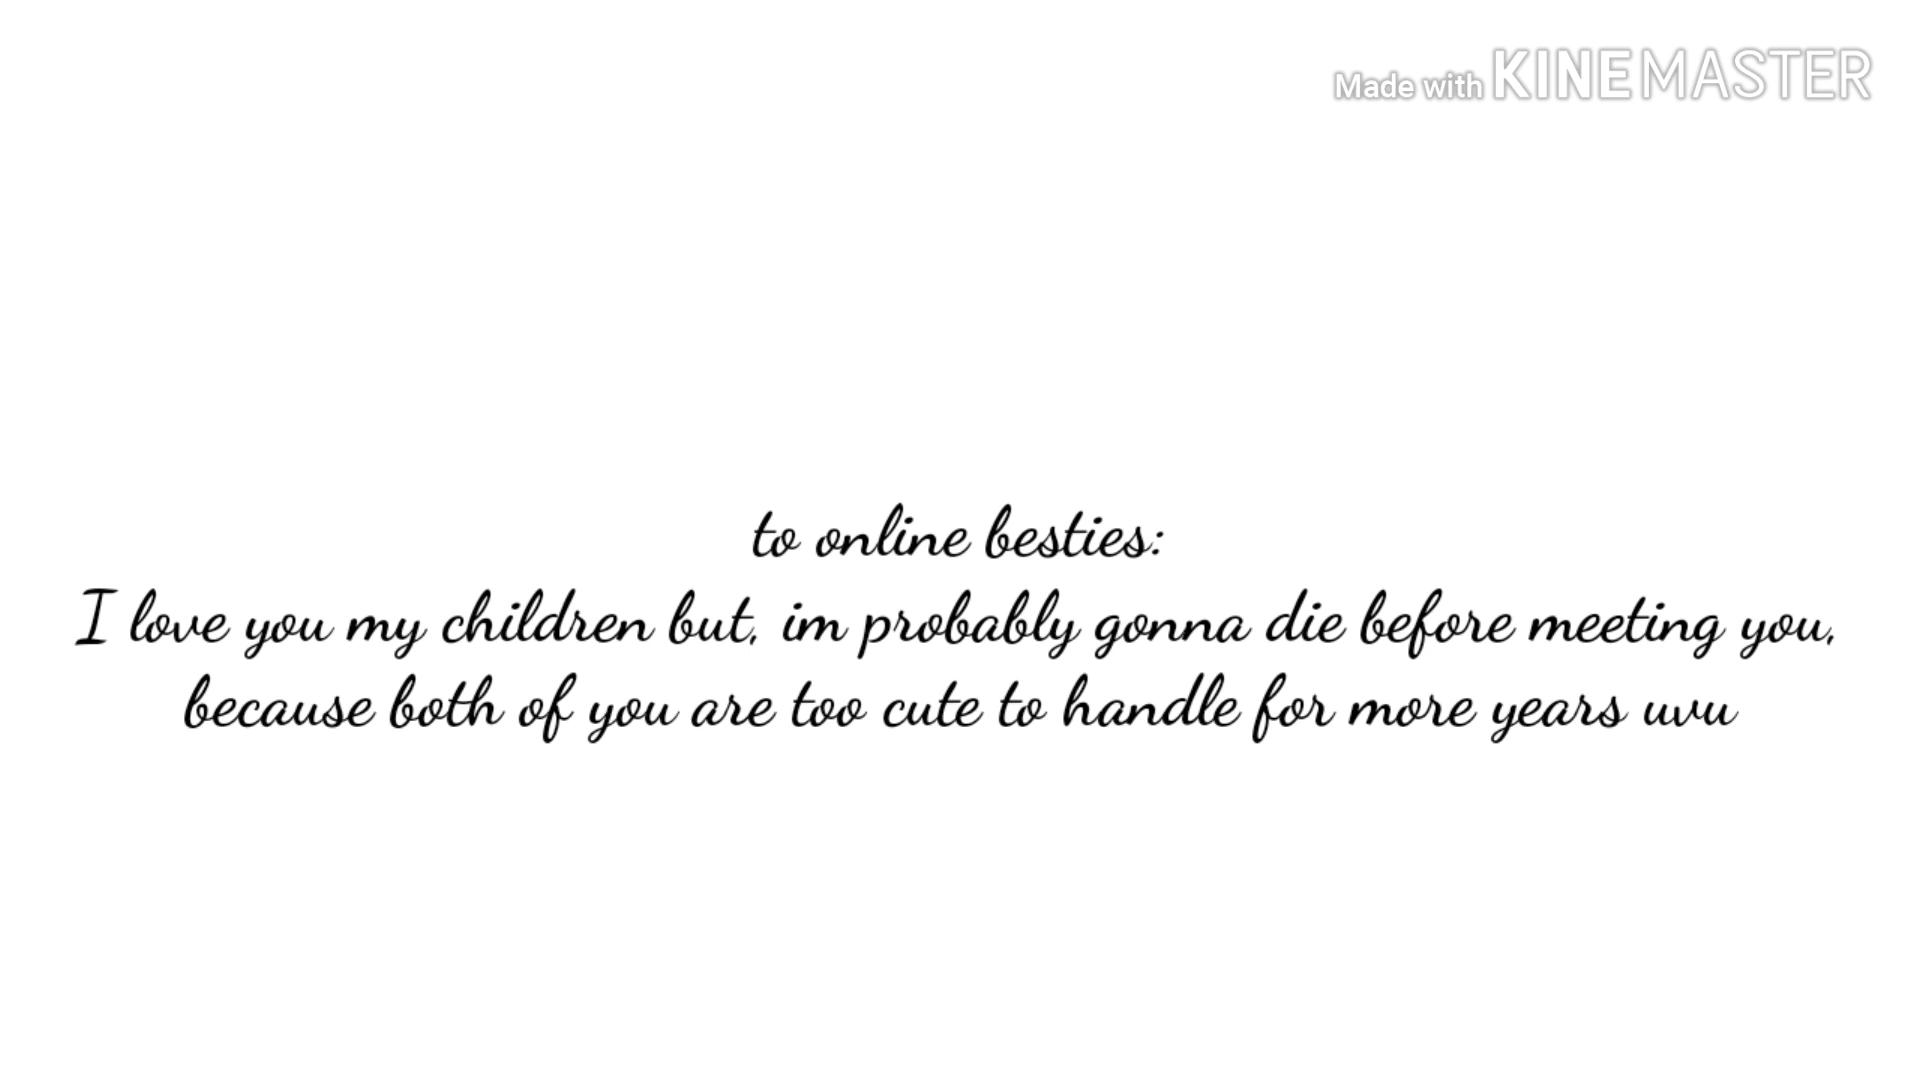 Made with KINEMASTER
to online besties:
I love you my children but, im probably gonna die before meeting you,
because both of you are too cute to handle for more years uvu